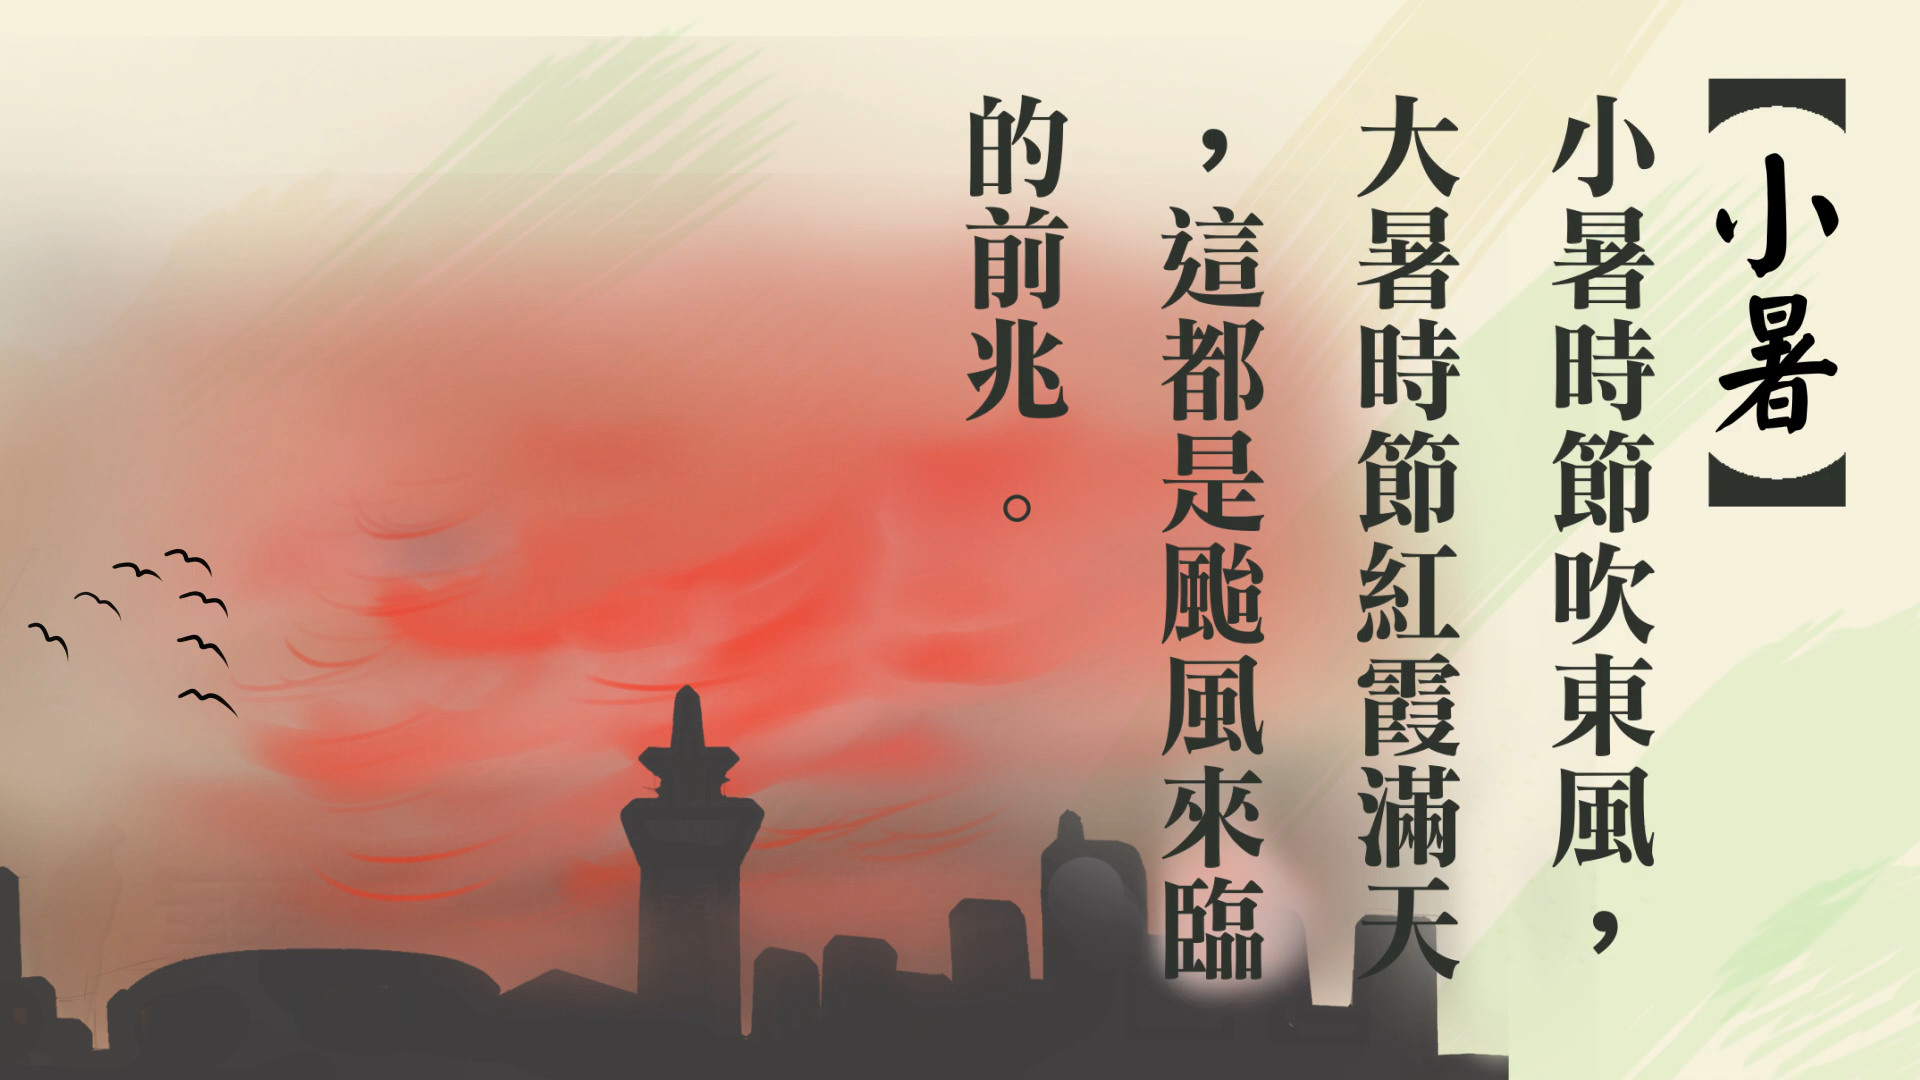 【小暑】
小暑時節吹東風，
大暑時節紅霞滿天
，這都是颱風來臨
的前兆。